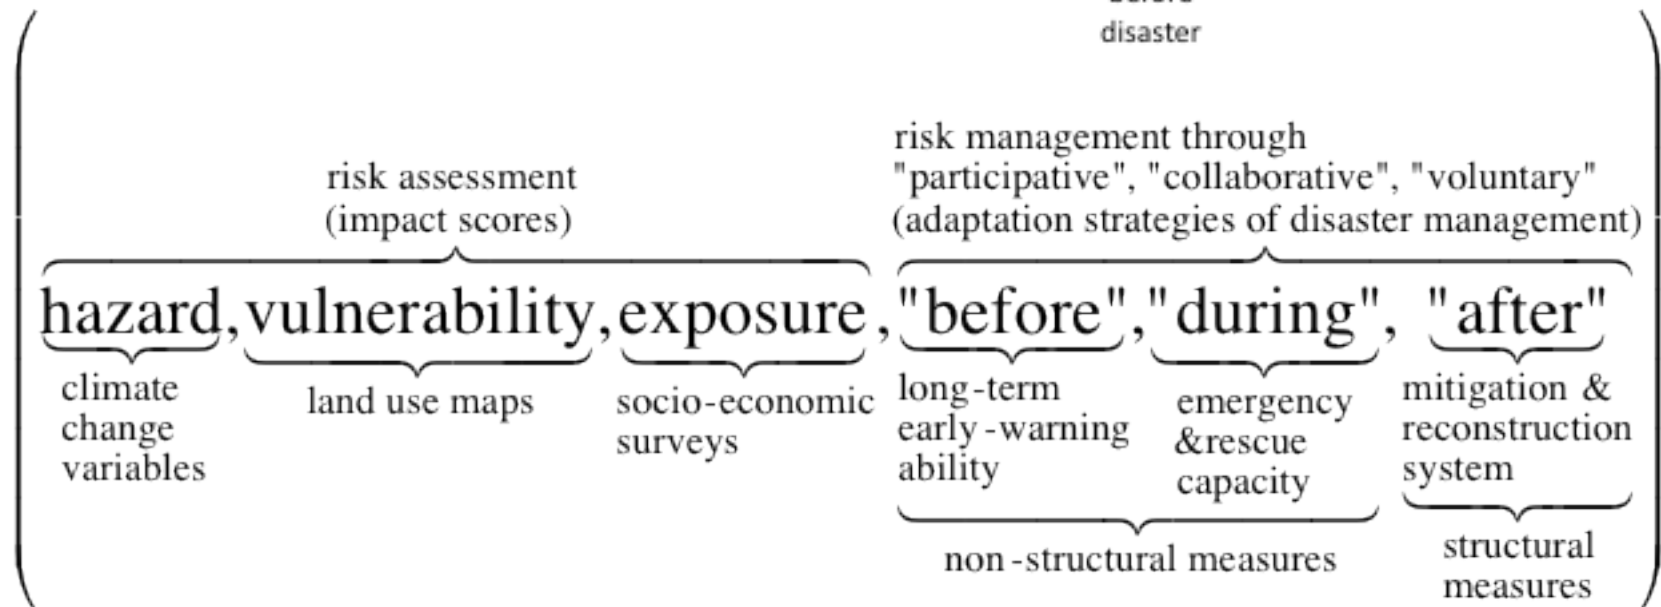 disaster
risk management through
risk assessment
"participative", "collaborative", "voluntary"
(impact scores)
(adaptation strategies of disaster management)
hazard, vulnerability, exposure, "before", "during", "after"
climate
change
variables
land use maps
socio-economic
surveys
long-term
early-warning
ability
emergency
&rescue
capacity
mitigation &
reconstruction
system
non-structural measures
structural
measures